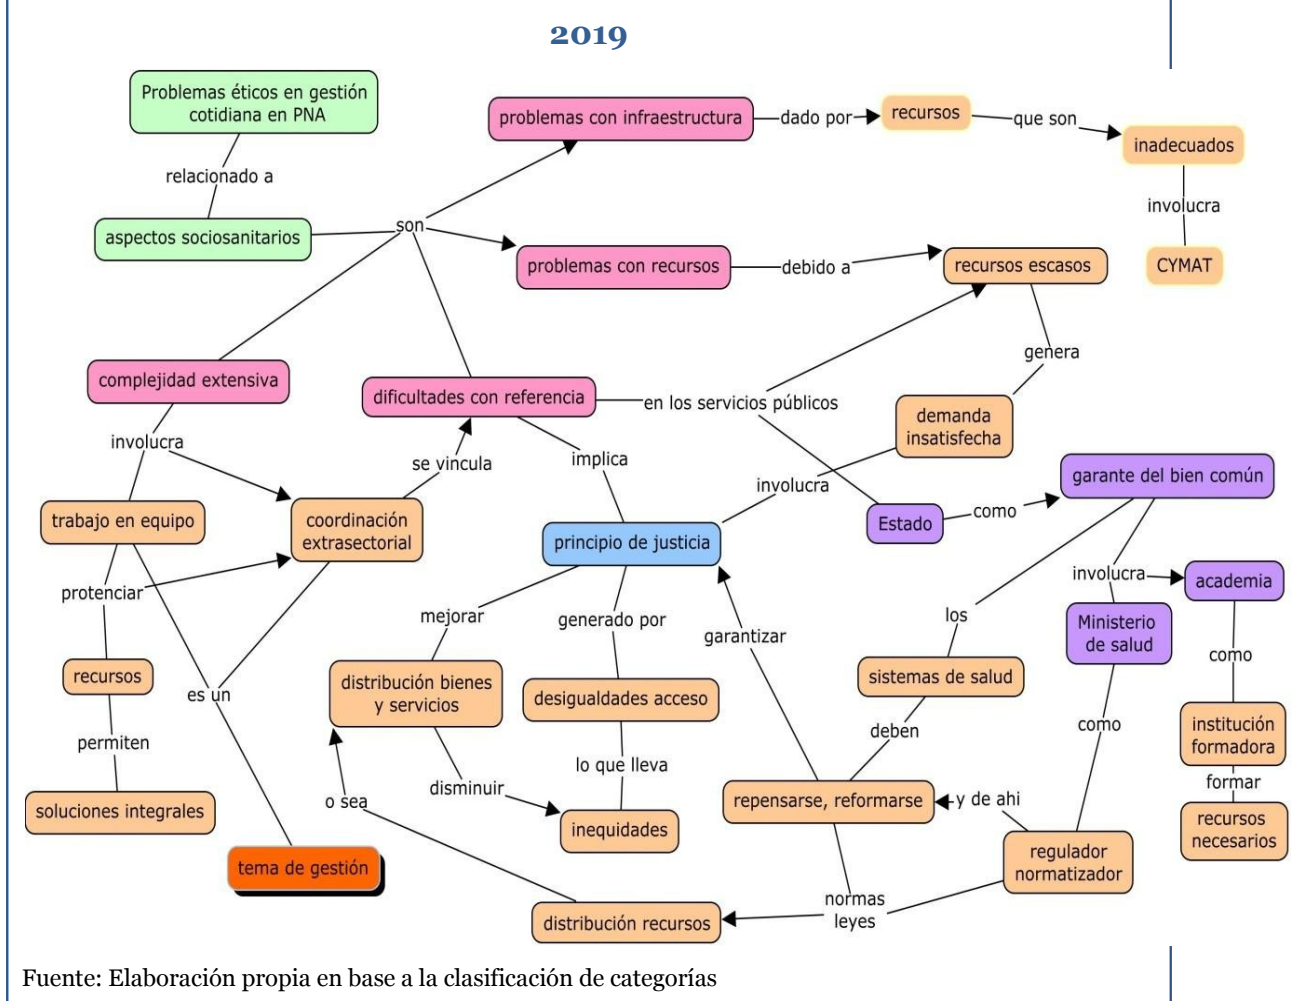 2019
Problemas éticos en gestión
cotidiana en PNA
problemas con infraestructura
dado por
recursos
que son
inadecuados
relacionado a
involucra
aspectos sociosanitarios
son
problemas con recursos
debido a
recursos escasos
CYMAT
genera
complejidad extensiva
dificultades con referencia
en los servicios públicos
demanda
insatisfecha
involucra
se vincula
implica
involucra
garante del bien común
trabajo en equipo
coordinación
extrasectorial
principio de justicia
Estado
como
protenciar
involucra
academia
mejorar
generado por
garantizar
los
Ministerio
de salud
como
recursos
es un
distribución bienes
y servicios
desigualdades acceso
sistemas de salud
deben
como
institución
formadora
permiten
lo que lleva
formar
disminuir
o sea
soluciones integrales
inequidades
repensarse, reformarse
y de ahi
recursos
necesarios
tema de gestión
regulador
normatizador
distribución recursos
normas
leyes
Fuente: Elaboración propia en base a la clasificación de categorías